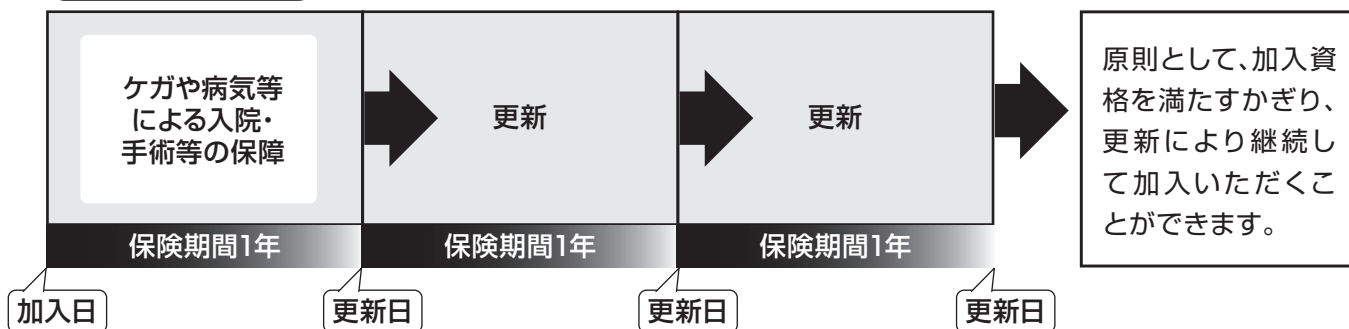 ケガや病気等
による入院・
手術等の保障
更新
更新
原則として、加入資
格を満たすかぎり、
更新により継続し
て加入いただくこ
とができます。
保険期間1年
保険期間1年
保険期間1年
加入日
更新日
更新日
更新日